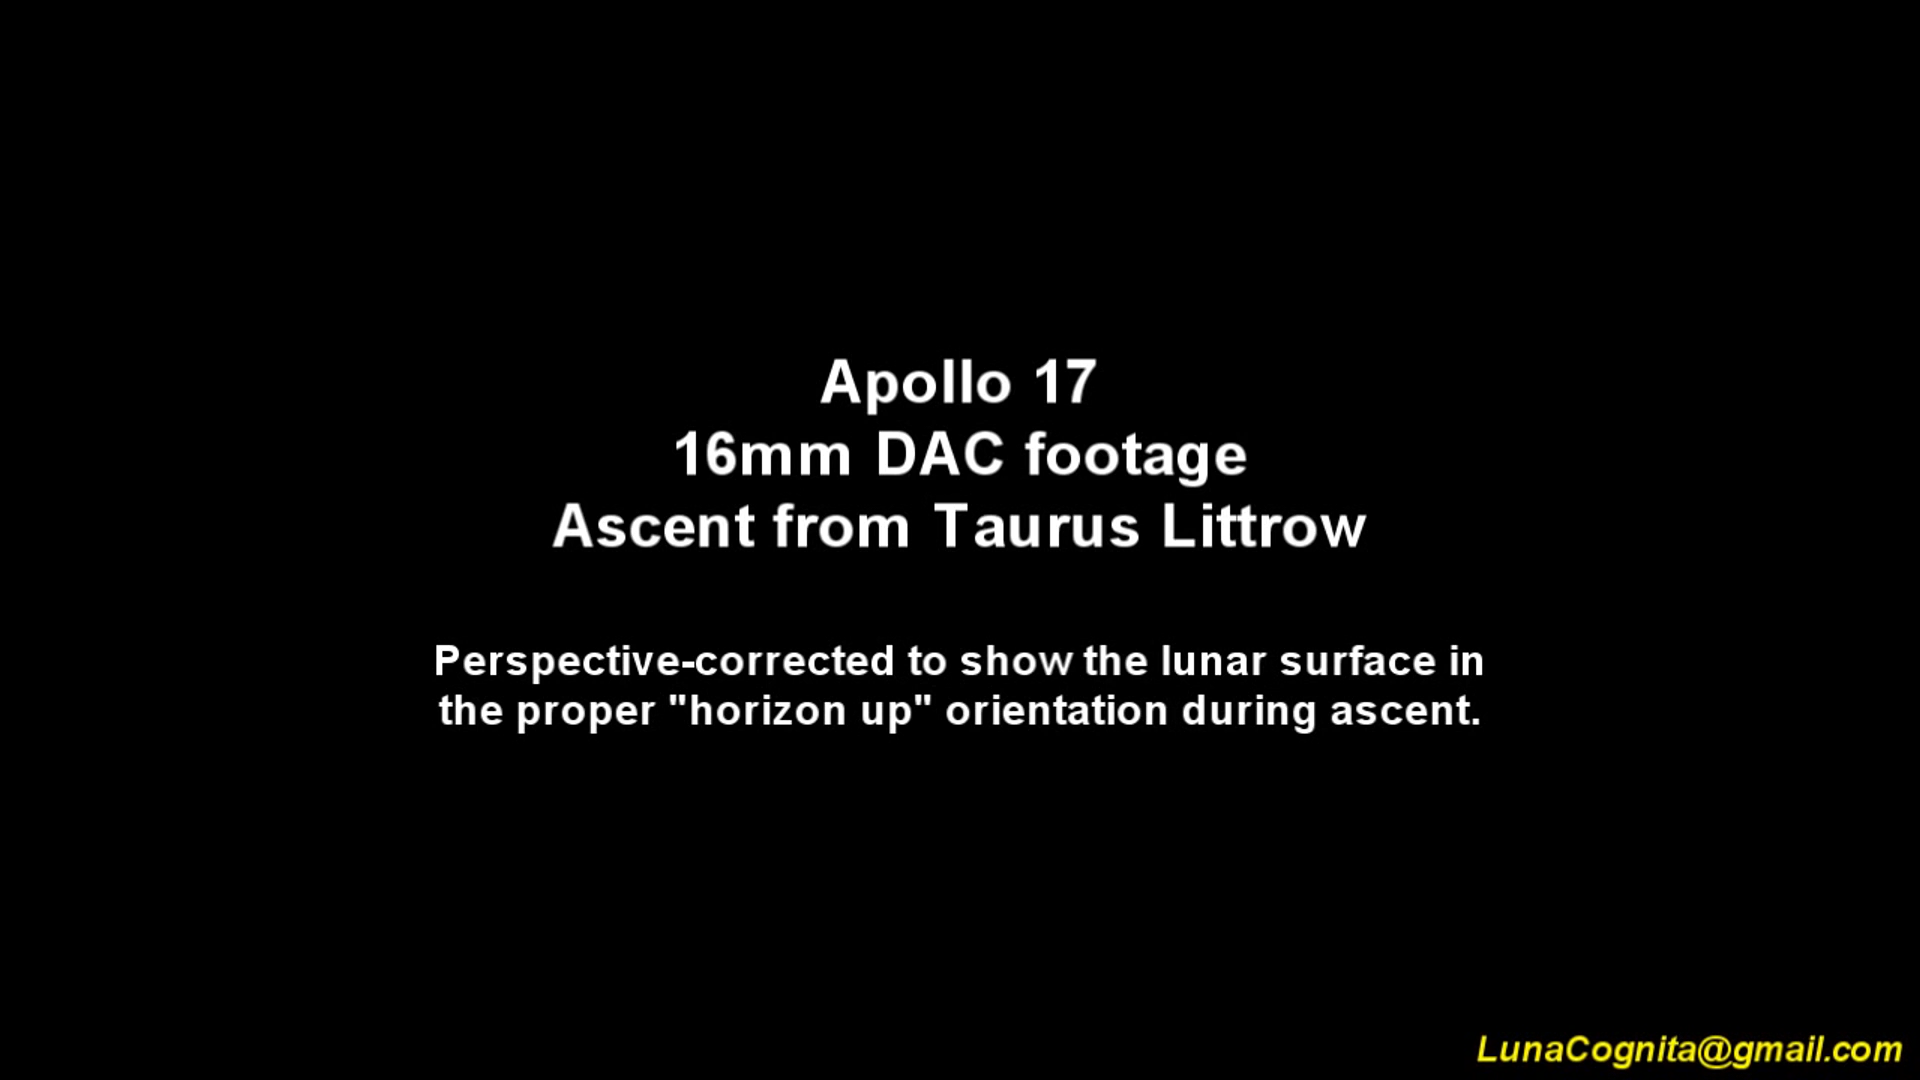 Apollo 17
16mm DAC footage
Ascent from Taurus Littrow
Perspective-corrected to show the lunar surface in
the proper "horizon up" orientation during ascent.
LunaCognita@gmail.com